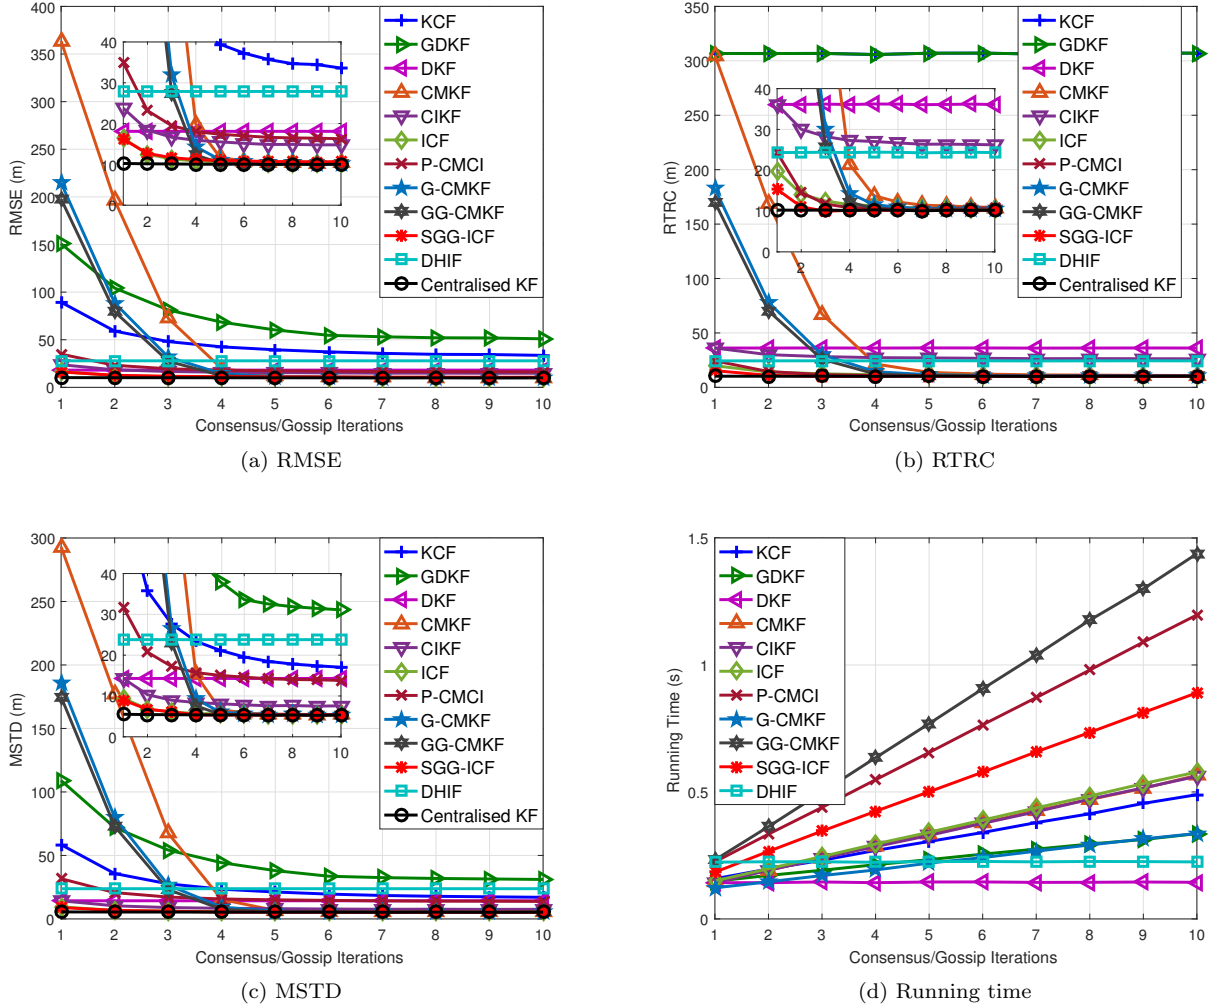 400
350
300
250
200
150
100
50
0
RMSE (m)
40
30
20
10
0
2 4 6 8 10
KCF
GDKF
DKF
CMKF
CIKF
ICF
P-CMCI
G-CMKF
GG-CMKF
SGG-ICF
DHIF
Centralised KF
1 2 3 4 5 6 7 8 9 10
Consensus/Gossip Iterations
(a) RMSE
350
300
250
200
150
100
50
0
RTRC (m)
40
30
20
10
0
2 4 6 8 10
KCF
GDKF
DKF
CMKF
CIKF
ICF
P-CMCI
G-CMKF
GG-CMKF
SGG-ICF
DHIF
Centralised KF
1 2 3 4 5 6 7 8 9 10
Consensus/Gossip Iterations
(b) RTRC
300
250
200
150
100
50
0
MSTD (m)
40
30
20
10
0
2 4 6 8 10
KCF
GDKF
DKF
CMKF
CIKF
ICF
P-CMCI
G-CMKF
GG-CMKF
SGG-ICF
DHIF
Centralised KF
1 2 3 4 5 6 7 8 9 10
Consensus/Gossip Iterations
(c) MSTD
1.5
1
0.5
0
Running Time (s)
KCF
GDKF
DKF
CMKF
CIKF
ICF
P-CMCI
G-CMKF
GG-CMKF
SGG-ICF
DHIF
1 2 3 4 5 6 7 8 9 10
Consensus/Gossip Iterations
(d) Running time